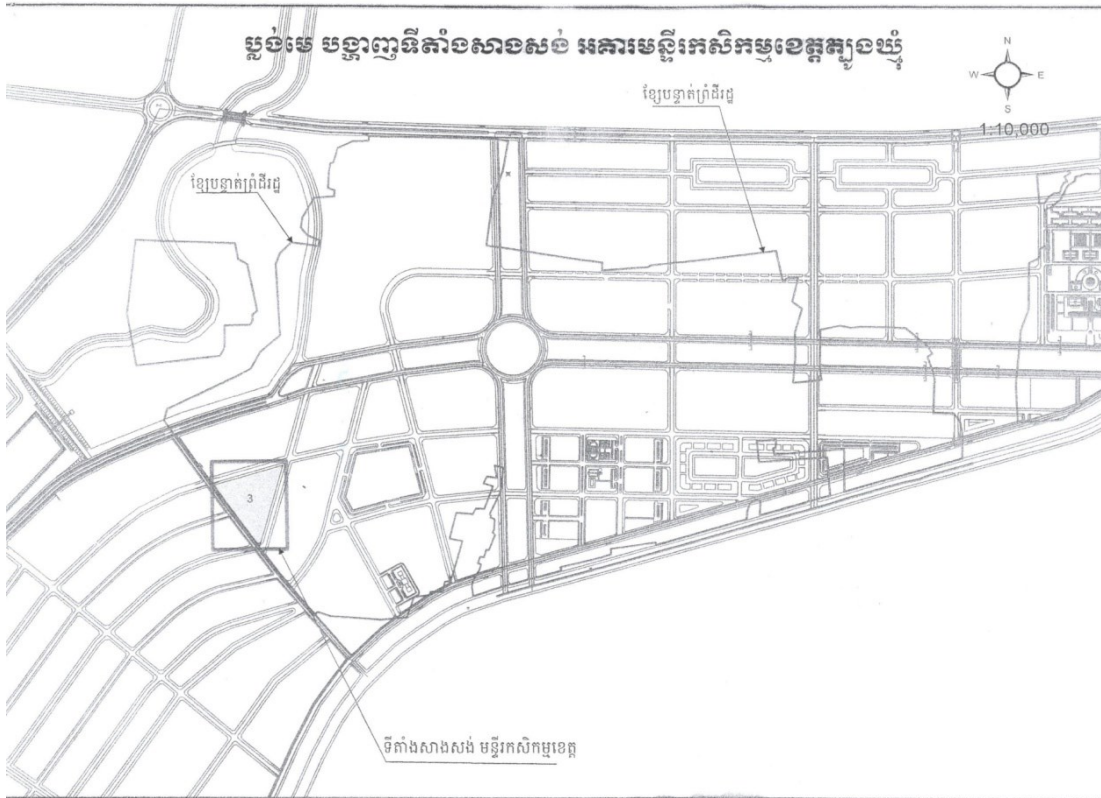 ប្លង់មេ បង្ហាញទីតាំងសាងសង់ អគារមន្ទីរកសិកម្មខេត្តត្បូងឃ្មុំ
N
W E
S
1:10,000
ខ្សែបន្ទាត់ព្រំដីរដ្ឋ
ខ្សែបន្ទាត់ព្រំដីរដ្ឋ
3
ទីតាំងសាងសង់ មន្ទីរកសិកម្មខេត្ត